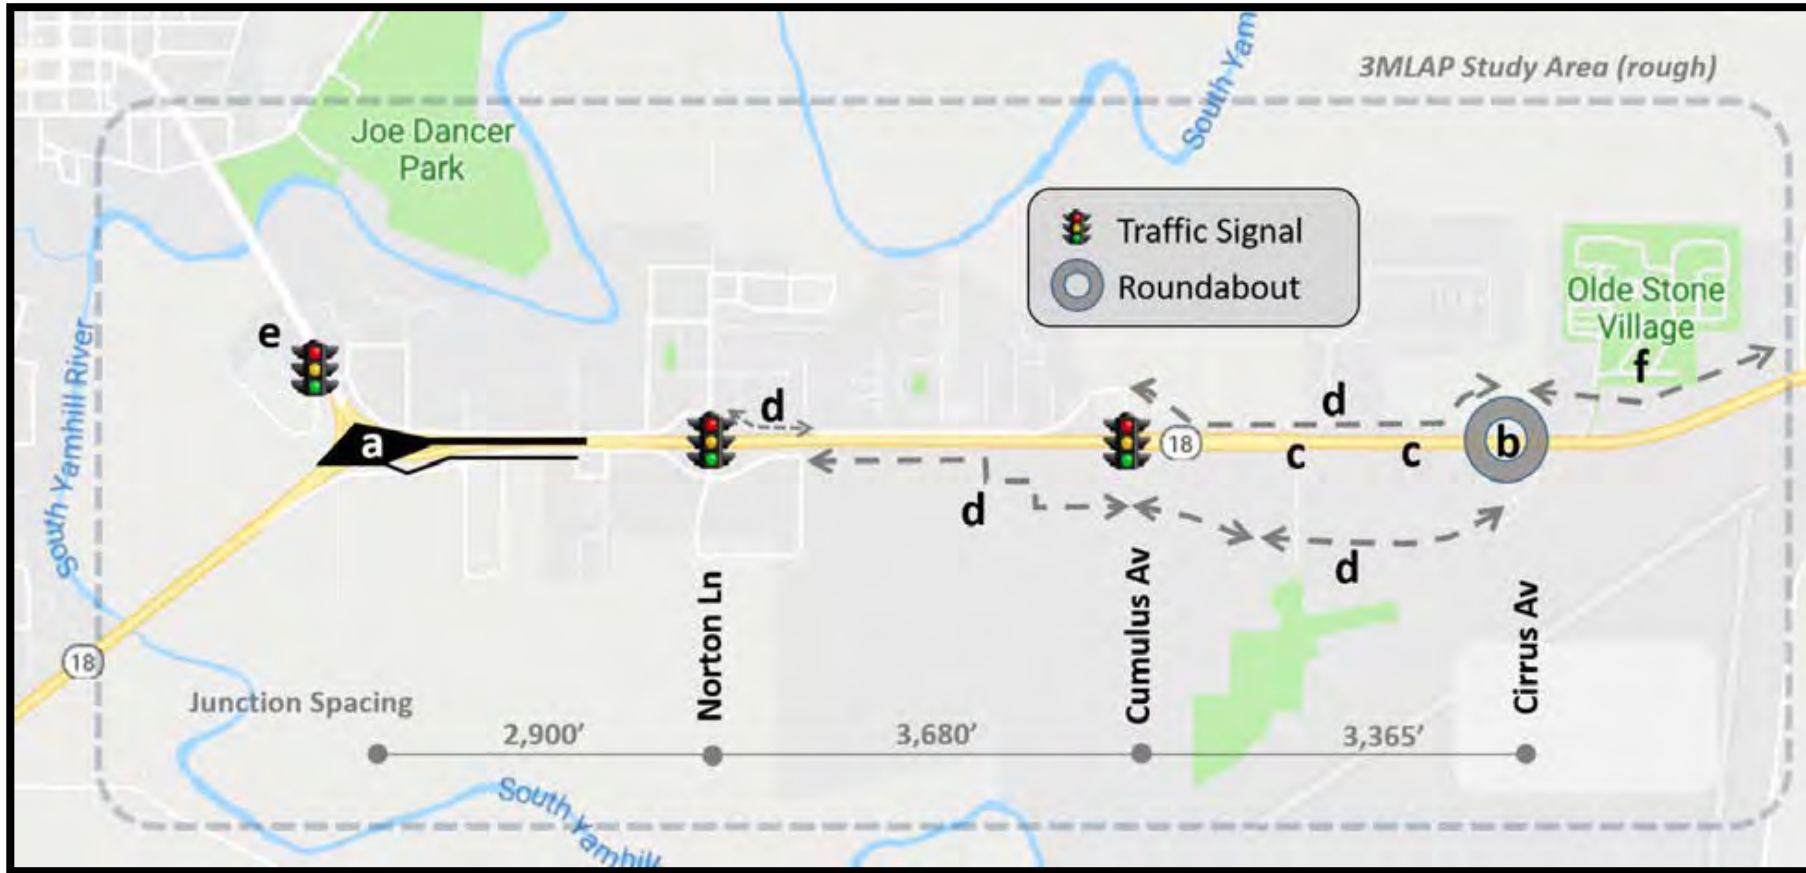 3MLAP Study Area (rough)
South Yam
Joe Dancer
Park
Traffic Signal
Roundabout
Olde Stone
Village
South Yamhill River
e
f
a
d
d
18
c
c
b
d
d
Norton Ln
Cumulus Av
Cirrus Av
18
Junction Spacing
2,900’
3,680’
3,365’
South Yamhill